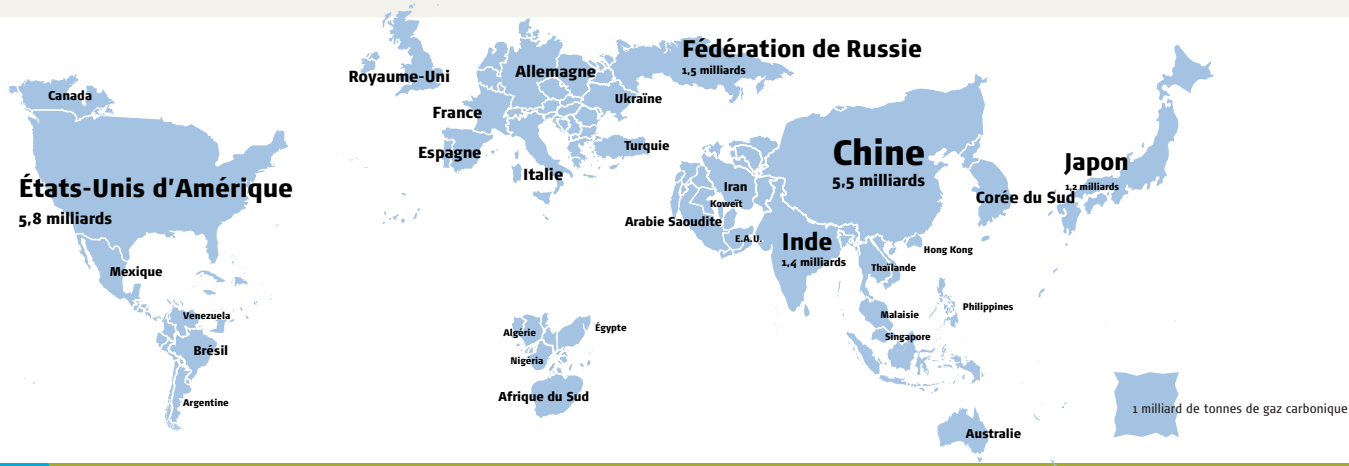 Canada
États-Unis d'Amérique
5,8 milliards
Mexique
Venezuela
Brésil
Argentine
Royaume-Uni
Allemagne
France
Espagne
Italie
Ukraïne
Turquie
Fédération de Russie
1,5 milliards
Algérie
Égypte
Nigéria
Afrique du Sud
Iran
Koweït
Arabie Saoudite
E.A.U.
Inde
1,4 milliards
Chine
5,5 milliards
Japon
1,2 milliards
Corée du Sud
Hong Kong
Thaïlande
Philippines
Malaisie
Singapore
Australie
1 milliard de tonnes de gaz carbonique